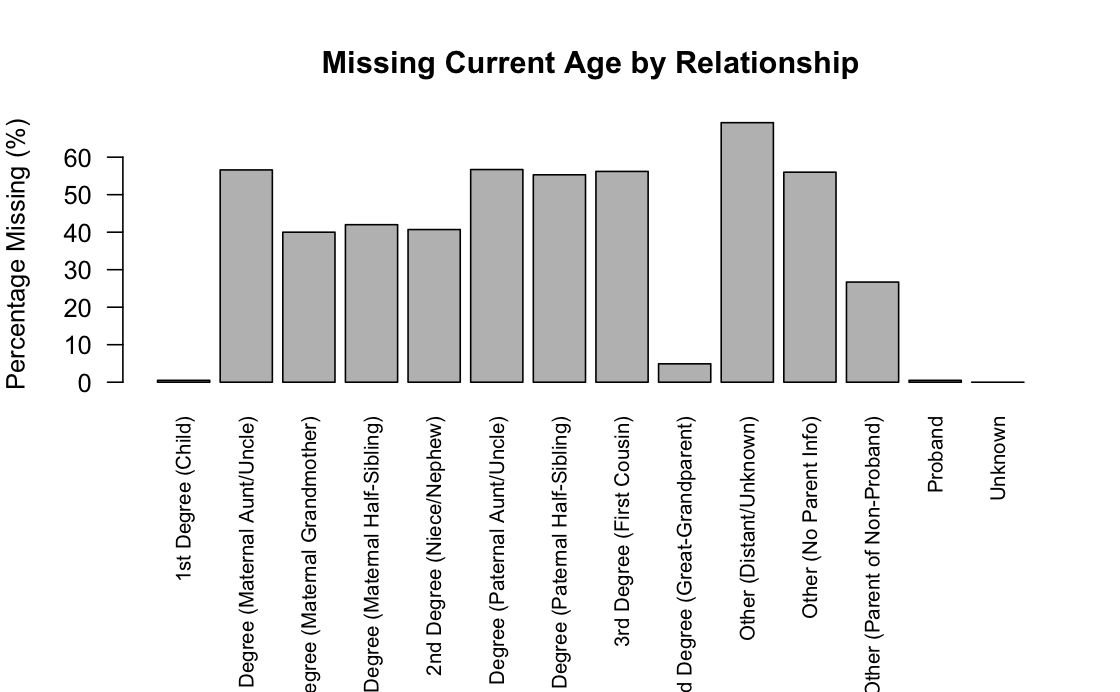 Missing Current Age by Relationship
Percentage Missing (%)
60
50
40
30
20
10
0
1st Degree (Child)
Degree (Maternal Aunt/Uncle)
egree (Maternal Grandmother)
Degree (Maternal Half-Sibling)
2nd Degree (Niece/Nephew)
Degree (Paternal Aunt/Uncle)
Degree (Paternal Half-Sibling)
3rd Degree (First Cousin)
d Degree (Great-Grandparent)
Other (Distant/Unknown)
Other (No Parent Info)
Other (Parent of Non-Proband)
Proband
Unknown